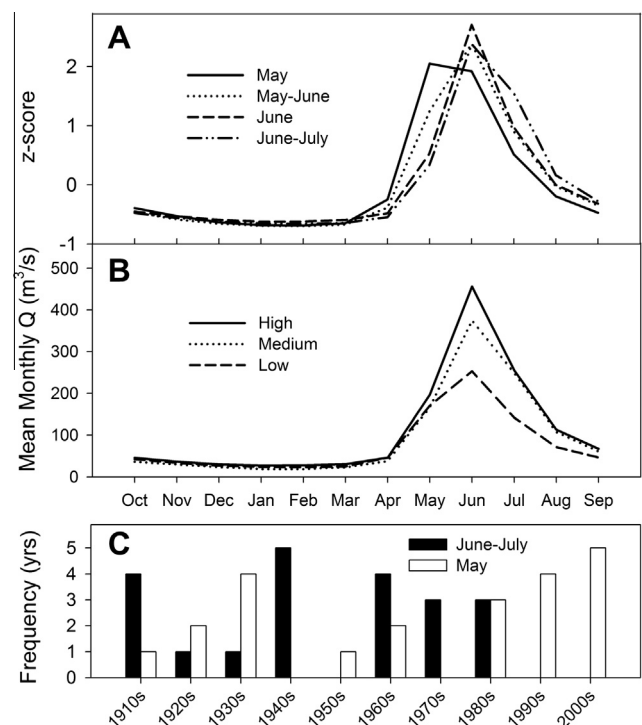 A
May
May-June
June
June-July
2
1
0
-1
z-score
B
High
Medium
Low
500
400
300
200
100
0
Mean Monthly Q (m³/s)
Oct Nov Dec Jan Feb Mar Apr May Jun Jul Aug Sep
C
June-July
May
5
4
3
2
1
0
Frequency (yrs)
1910s 1920s 1930s 1940s 1950s 1960s 1970s 1980s 1990s 2000s